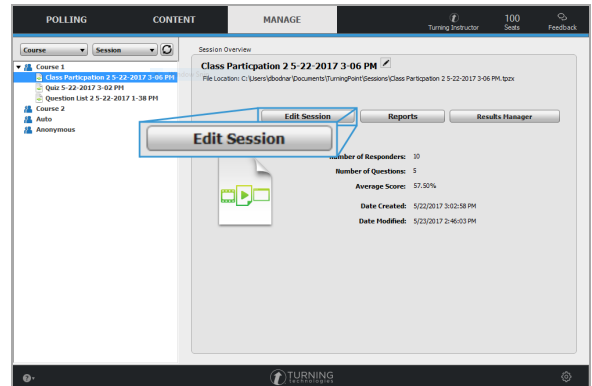 POLLING CONTENT MANAGE
Turning Instructor
100
Seats
Feedback
Course Session
Course 1
Class Particpation 2 5-22-2017 3-06 PM
Quiz 5-22-2017 3-02 PM
Question List 2 5-22-2017 1-38 PM
Course 2
Auto
Anonymous
Session Overview
Class Particpation 2 5-22-2017 3-06 PM
File Location: C:\Users\dbodnar\Documents\TurningPoint\Sessions\Class Particpation 2 5-22-2017 3-06 PM.tpzx
Edit Session Reports Results Manager
Edit Session
Number of Responders: 10
Number of Questions: 5
Average Score: 57.50%
Date Created: 5/22/2017 3:02:58 PM
Date Modified: 5/23/2017 2:46:03 PM
TURNING
technologies